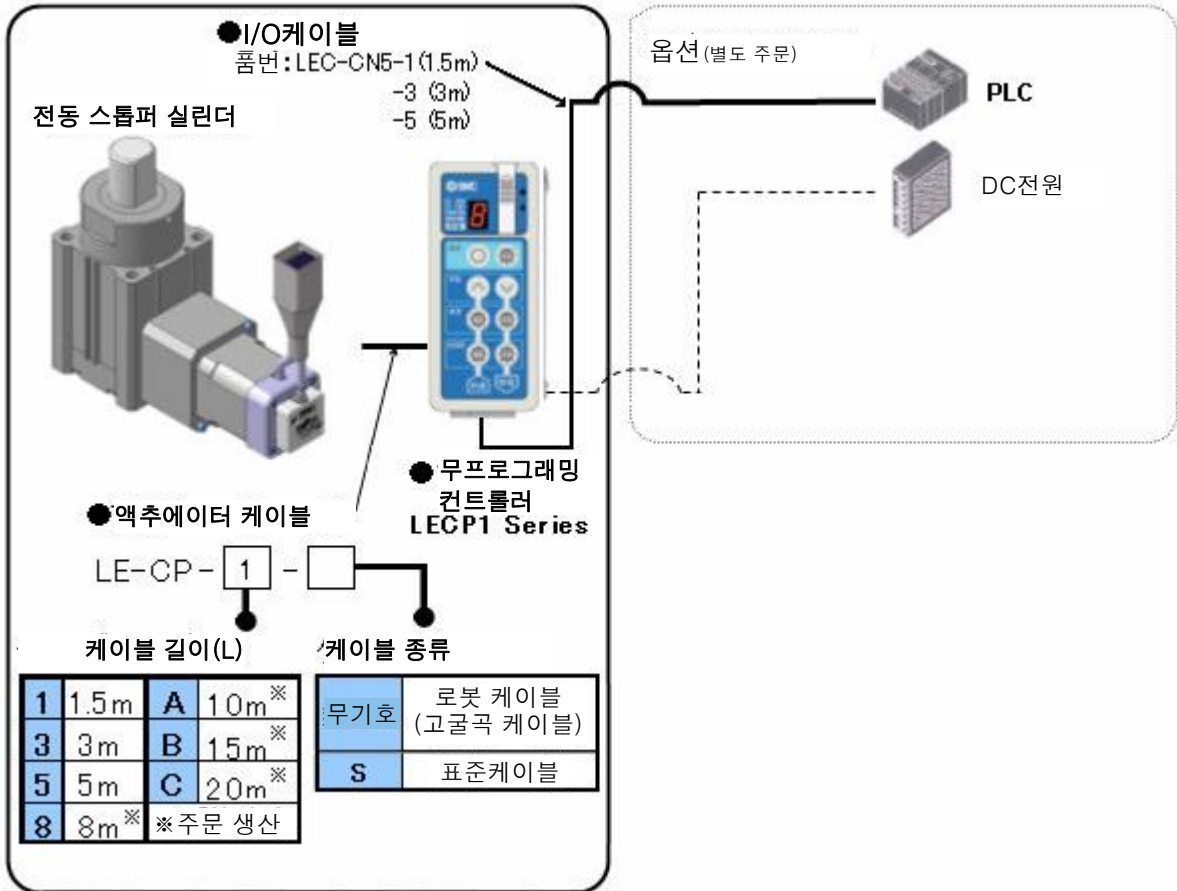 ●I/O케이블
품번:LEC-CN5-1(1.5m)
-3 (3m)
-5 (5m)
옵션(별도 주문)
PLC
DC전원
전동 스톱퍼 실린더
SMC
8
●무프로그래밍
컨트롤러
LECP1 Series
●액추에이터 케이블
LE-CP-1-
케이블 길이(L)
1 1.5m A 10m※
3 3m B 15m※
5 5m C 20m※
8 8m※ ※주문 생산
케이블 종류
무기호 로봇 케이블
(고굴곡 케이블)
S 표준케이블